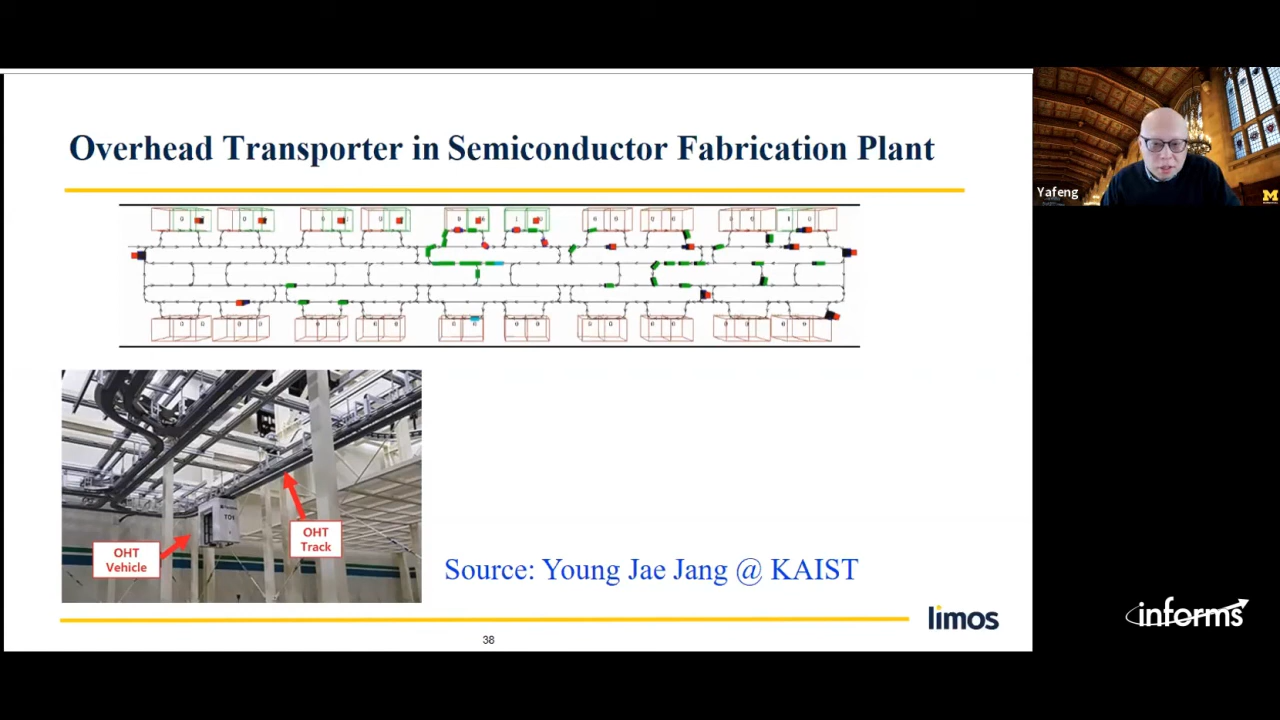 Overhead Transporter in Semiconductor Fabrication Plant
Yafeng
M
OHT
Vehicle
OHT
Track
Source: Young Jae Jang @ KAIST
limos
38
informs